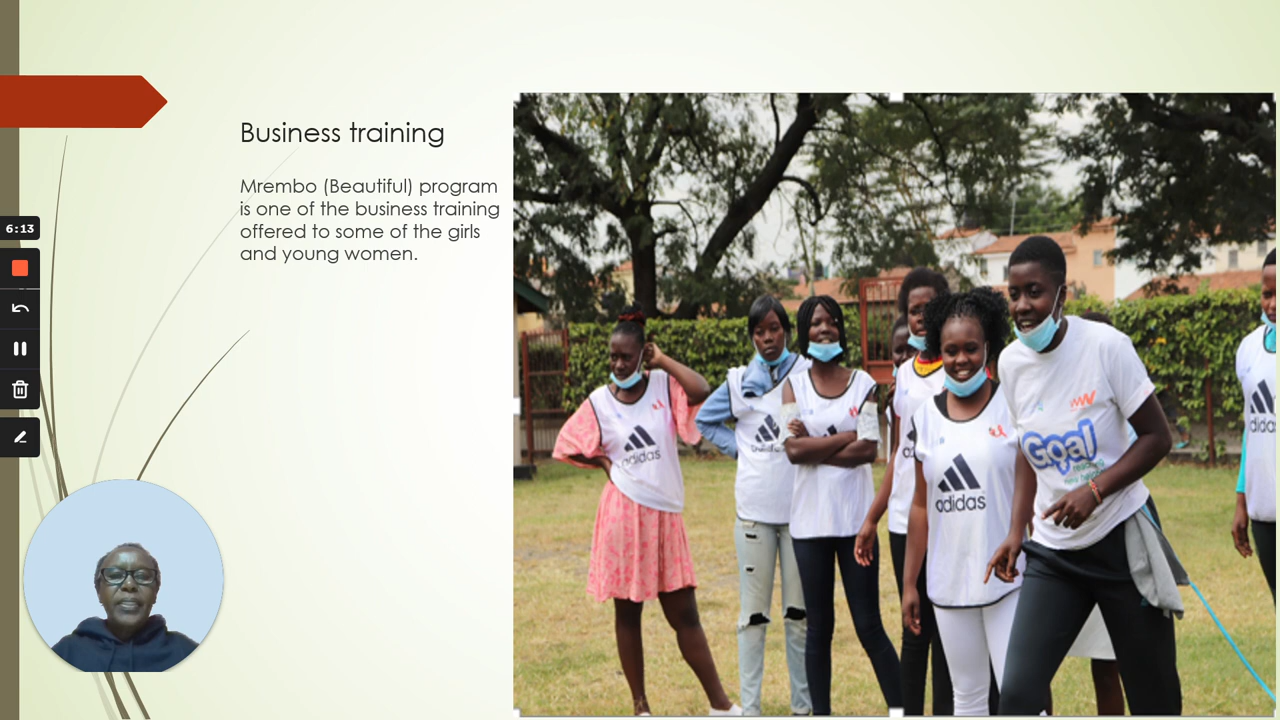 Business training
Mrembo (Beautiful) program
is one of the business training
offered to some of the girls
and young women.
6:13
adidas
adidas
adidas
Goal